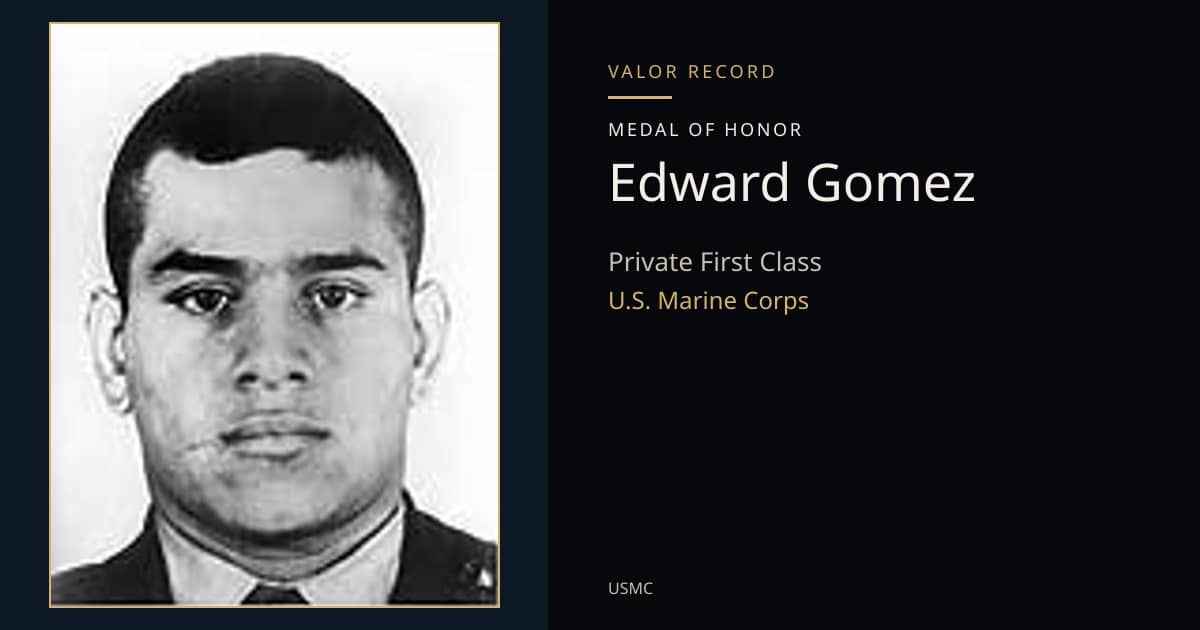 VALOR RECORD
MEDAL OF HONOR
Edward Gomez
Private First Class
U.S. Marine Corps
USMC